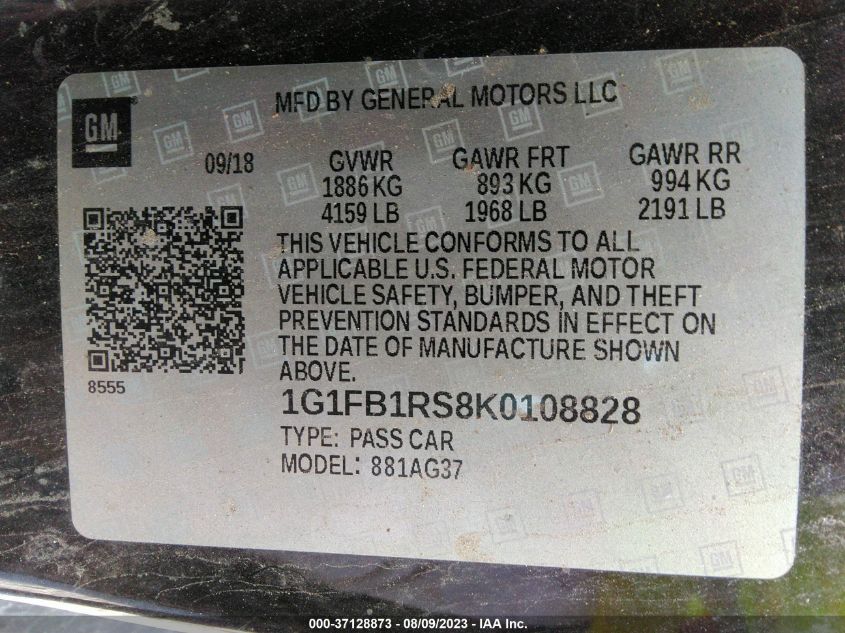 MFD BY GENERAL MOTORS LLC
GM
09/18 GVWR GAWR FRT GAWR RR
1886 KG 893 KG 994 KG
4159 LB 1968 LB 2191 LB
THIS VEHICLE CONFORMS TO ALL
APPLICABLE U.S. FEDERAL MOTOR
VEHICLE SAFETY, BUMPER, AND THEFT
PREVENTION STANDARDS IN EFFECT ON
THE DATE OF MANUFACTURE SHOWN
ABOVE.
8555
1G1FB1RS8K0108828
TYPE: PASS CAR
MODEL: 881AG37
000-37128873 - 08/09/2023 - IAA Inc.